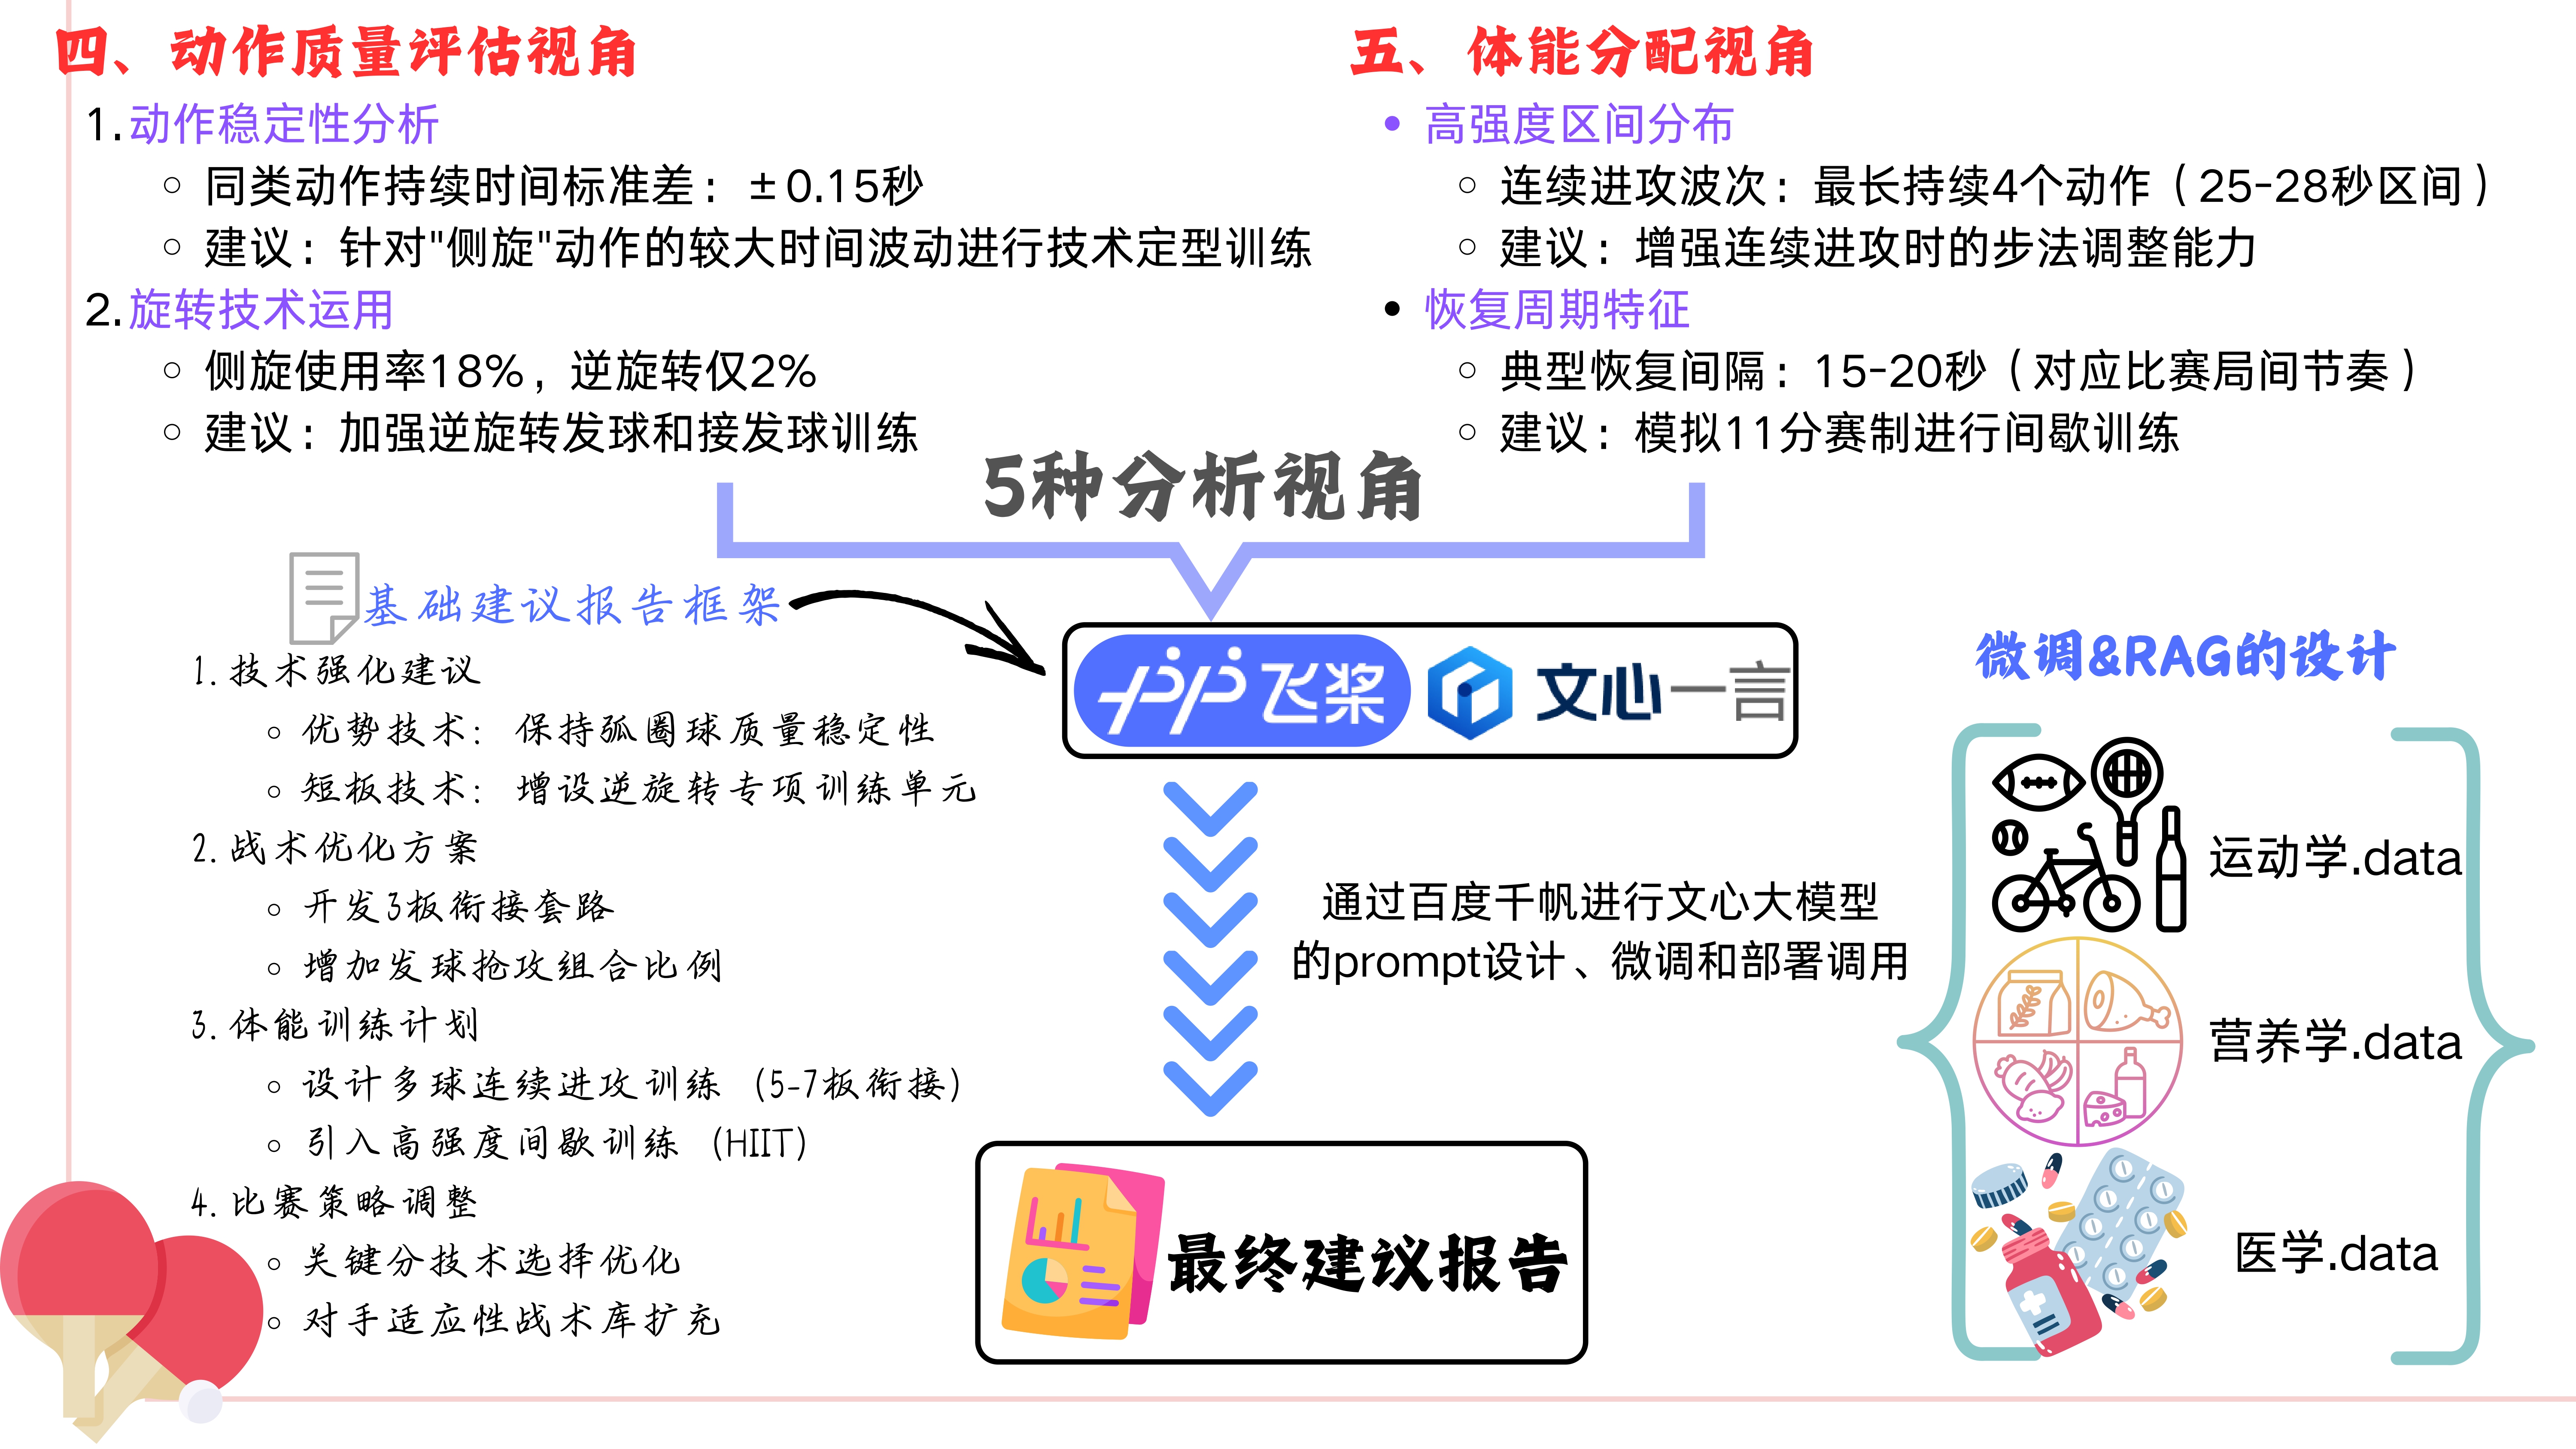 四、动作质量评估视角
1. 动作稳定性分析
○ 同类动作持续时间标准差：±0.15秒
○ 建议：针对"侧旋"动作的较大时间波动进行技术定型训练
2. 旋转技术运用
○ 侧旋使用率18%，逆旋转仅2%
○ 建议：加强逆旋转发球和接发球训练
五、体能分配视角
• 高强度区间分布
○ 连续进攻波次：最长持续4个动作（25-28秒区间）
○ 建议：增强连续进攻时的步法调整能力
• 恢复周期特征
○ 典型恢复间隔：15-20秒（对应比赛局间节奏）
○ 建议：模拟11分赛制进行间歇训练
5种分析视角
基础建议报告框架
1. 技术强化建议
○ 优势技术：保持弧圈球质量稳定性
○ 短板技术：增设逆旋转专项训练单元
2. 战术优化方案
○ 开发3板衔接套路
○ 增加发球抢攻组合比例
3. 体能训练计划
○ 设计多球连续进攻训练（5-7板衔接）
○ 引入高强度间歇训练（HIIT）
4. 比赛策略调整
○ 关键分技术选择优化
○ 对手适应性战术库扩充
飞桨 文心一言
通过百度千帆进行文心大模型
的prompt设计、微调和部署调用
最终建议报告
微调&RAG的设计
运动学.data
营养学.data
医学.data